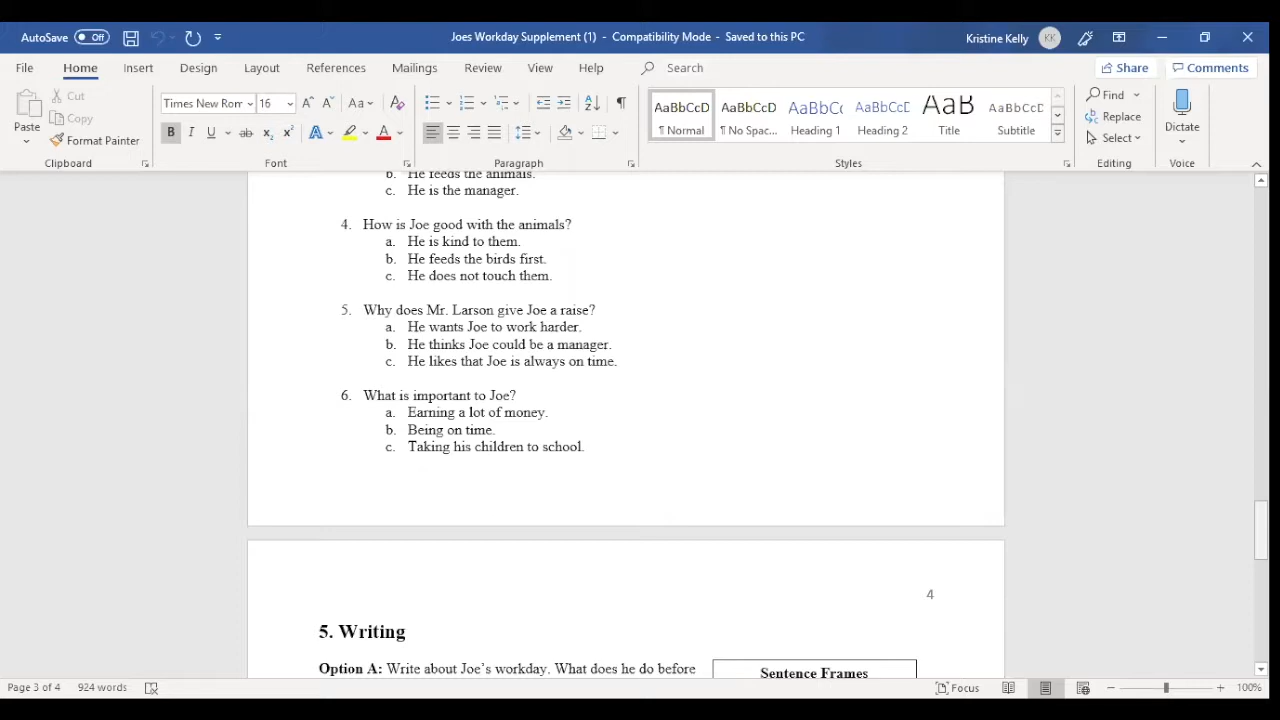 AutoSave Off
Joes Workday Supplement (1) - Compatibility Mode - Saved to this PC
Kristine Kelly KK
File Home Insert Design Layout References Mailings Review View Help Search
Share Comments
Paste
Cut
Copy
Format Painter
Clipboard
Times New Rom 16
Font
Paragraph
AaBbCcD AaBbCcD AaBbCc AaBbCcD AaB AaBbCcD
¶ Normal ¶ No Spac... Heading 1 Heading 2 Title Subtitle
Styles
Find
Replace
Select
Editing
Dictate
Voice
b. He feeds the animals.
c. He is the manager.
4. How is Joe good with the animals?
a. He is kind to them.
b. He feeds the birds first.
c. He does not touch them.
5. Why does Mr. Larson give Joe a raise?
a. He wants Joe to work harder.
b. He thinks Joe could be a manager.
c. He likes that Joe is always on time.
6. What is important to Joe?
a. Earning a lot of money.
b. Being on time.
c. Taking his children to school.
4
5. Writing
Option A: Write about Joe's workday. What does he do before
Sentence Frames
Page 3 of 4 924 words
Focus
100%